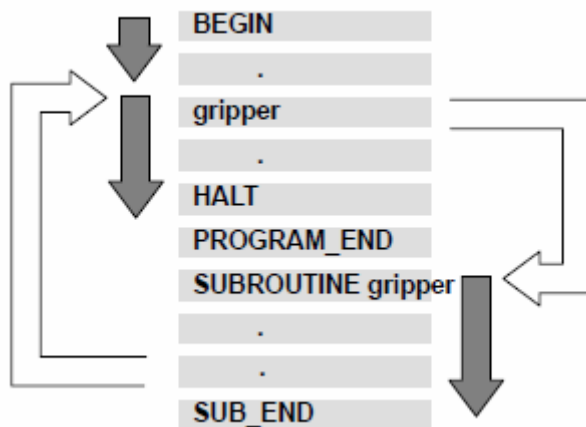 BEGIN
.
gripper
.
HALT
PROGRAM_END
SUBROUTINE gripper
.
.
SUB_END